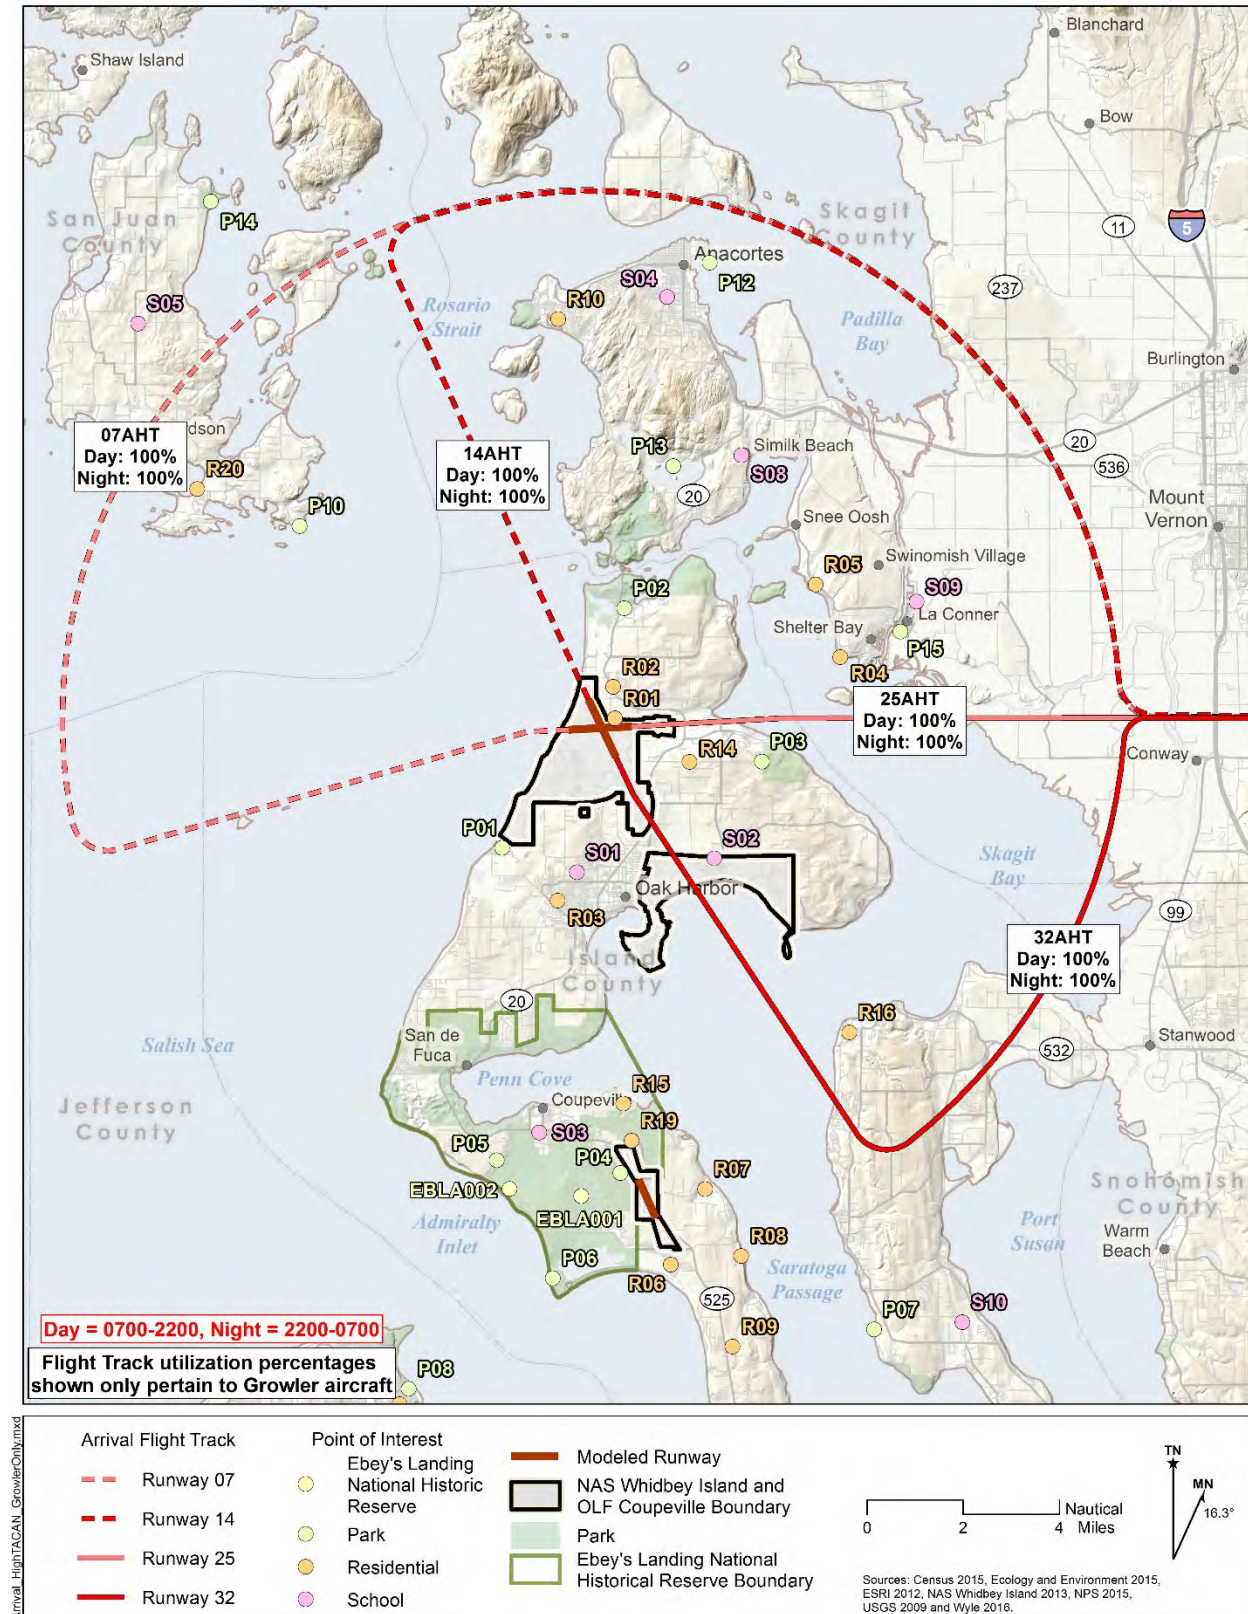 Blanchard
Shaw Island
Bow
San Juan
County
P14
Skagit
County
5
11
Anacortes
P12
S04
237
S05
R10
Rosario
Strait
Padilla
Bay
Burlington
07AHT
Day: 100%
Night: 100%
dson
R20
14AHT
Day: 100%
Night: 100%
P13
Similk Beach
S08
20
20
536
P10
Mount
Vernon
Snee Oosh
Swinomish Village
R05
P02
S09
La Conner
Shelter Bay
P15
R04
R02
R01
25AHT
Day: 100%
Night: 100%
R14
P03
Conway
P01
S01
S02
Skagit
Bay
Oak Harbor
R03
99
32AHT
Day: 100%
Night: 100%
Island
County
20
San de
Fuca
R16
Stanwood
532
Salish Sea
Penn Cove
R15
Coupeville
Jefferson
County
R19
S03
P05
P04
R07
EBLA002
EBLA001
Snohomish
County
Admiralty
Inlet
Port
Susan
Warm
Beach
R08
P06
R06
Saratoga
Passage
525
P07
S10
R09
Day = 0700-2200, Night = 2200-0700
Flight Track utilization percentages
shown only pertain to Growler aircraft
P08
Arrival_HighTACAN_GrowlerOnly.mxd
Arrival Flight Track
Runway 07
Runway 14
Runway 25
Runway 32
Point of Interest
Ebey's Landing
National Historic
Reserve
Park
Residential
School
Modeled Runway
NAS Whidbey Island and
OLF Coupeville Boundary
Park
Ebey's Landing National
Historical Reserve Boundary
0 2 4
Nautical
Miles
TN
MN
16.3°
Sources: Census 2015, Ecology and Environment 2015,
ESRI 2012, NAS Whidbey Island 2013, NPS 2015,
USGS 2009 and Wyle 2016.